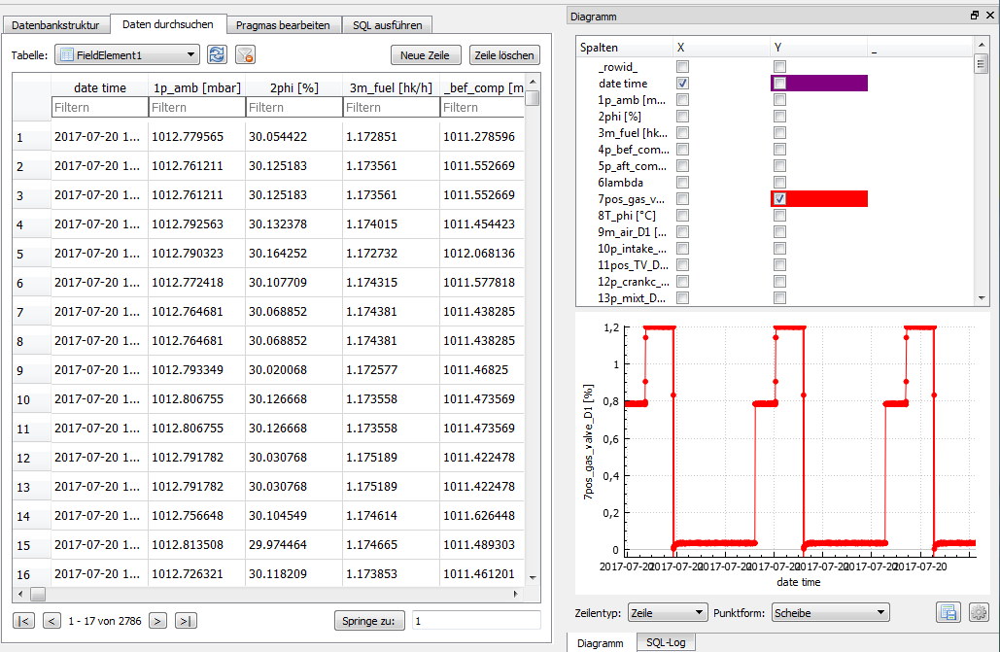 Datenbankstruktur Daten durchsuchen Pragmas bearbeiten SQL ausführen
Tabelle: FieldElement1 Neue Zeile Zeile löschen
date time 1p_amb [mbar] 2phi [%] 3m_fuel [hk/h] _bef_comp [m
Filtern Filtern Filtern Filtern Filtern
1 2017-07-20 1... 1012.779565 30.054422 1.172851 1011.278596
2 2017-07-20 1... 1012.761211 30.125183 1.173561 1011.552669
3 2017-07-20 1... 1012.761211 30.125183 1.173561 1011.552669
4 2017-07-20 1... 1012.792563 30.132378 1.174015 1011.454423
5 2017-07-20 1... 1012.790323 30.164252 1.172732 1012.068136
6 2017-07-20 1... 1012.772418 30.107709 1.174315 1011.577818
7 2017-07-20 1... 1012.764681 30.068852 1.174381 1011.438285
8 2017-07-20 1... 1012.764681 30.068852 1.174381 1011.438285
9 2017-07-20 1... 1012.793349 30.020068 1.172577 1011.46825
10 2017-07-20 1... 1012.806755 30.126668 1.173558 1011.473569
11 2017-07-20 1... 1012.806755 30.126668 1.173558 1011.473569
12 2017-07-20 1... 1012.791782 30.030768 1.175189 1011.422478
13 2017-07-20 1... 1012.791782 30.030768 1.175189 1011.422478
14 2017-07-20 1... 1012.756648 30.104549 1.174614 1011.626448
15 2017-07-20 1... 1012.813508 29.974464 1.174665 1011.489303
16 2017-07-20 1... 1012.726321 30.118209 1.173853 1011.461201
|< < 1 - 17 von 2786 > >| Springe zu: 1
Diagramm
Spalten X Y _
_rowid_
date time
1p_amb [m...
2phi [%]
3m_fuel [hk...
4p_bef_com...
5p_aft_com...
6lambda
7pos_gas_v...
8T_phi [°C]
9m_air_D1 [...
10p_intake_...
11pos_TV_D...
12p_crankc_...
13p_mixt_D...
7pos_gas_valve_D1 [%]
1,2
1
0,8
0,6
0,4
0,2
0
2017-07-20 2017-07-20 2017-07-20 2017-07-20 2017-07-20 2017-07-20 2017-07-20
date time
Zeilentyp: Zeile Punktform: Scheibe
Diagramm SQL-Log